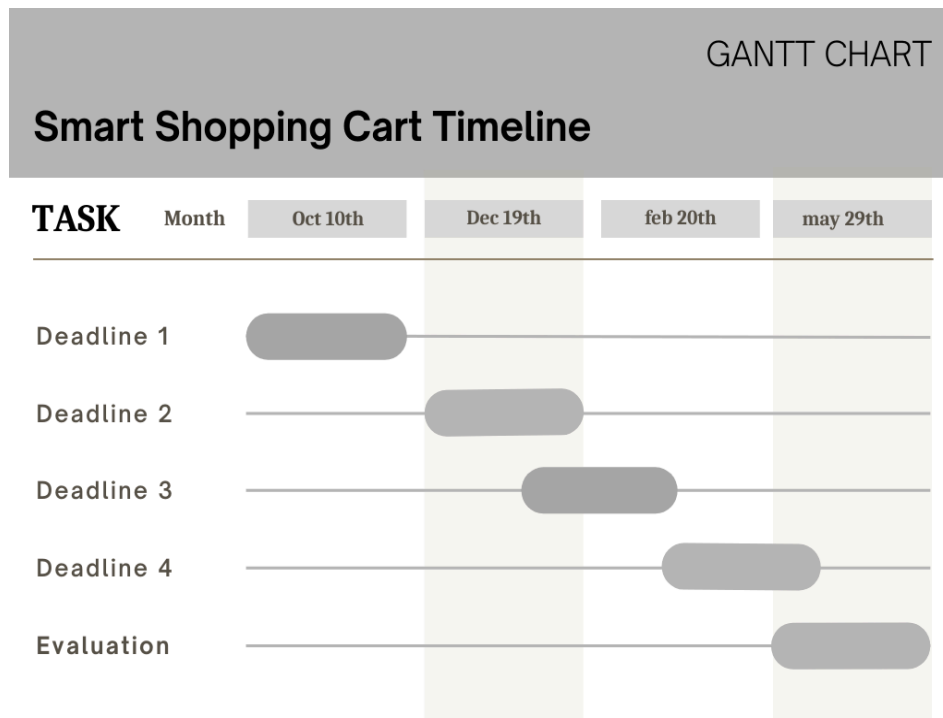 GANTT CHART
Smart Shopping Cart Timeline
TASK Month Oct 10th Dec 19th feb 20th may 29th
Deadline 1
Deadline 2
Deadline 3
Deadline 4
Evaluation